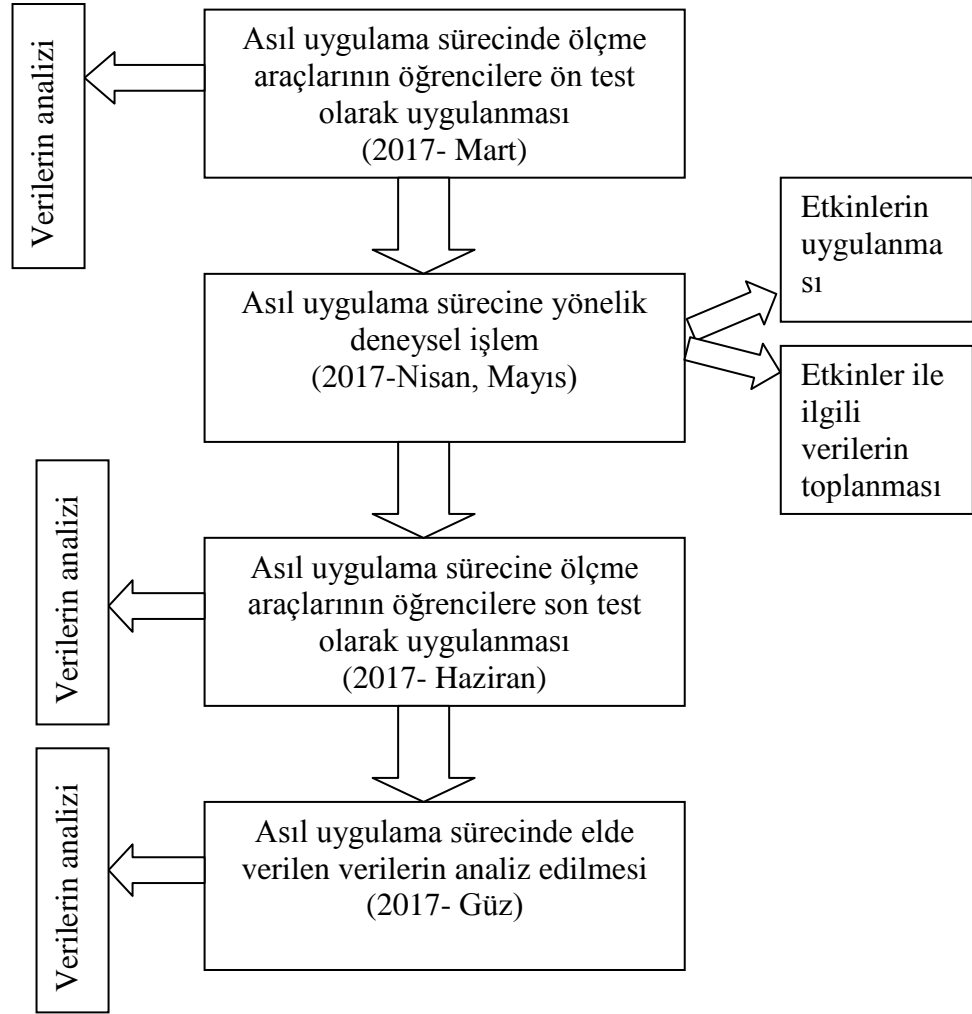 Verilerin analizi
Asıl uygulama sürecinde ölçme
araçlarının öğrencilere ön test
olarak uygulanması
(2017- Mart)
Asıl uygulama sürecine yönelik
deneysel işlem
(2017-Nisan, Mayıs)
Etkinlerin
uygulanma
sı
Etkinler ile
ilgili
verilerin
toplanması
Verilerin analizi
Asıl uygulama sürecine ölçme
araçlarının öğrencilere son test
olarak uygulanması
(2017- Haziran)
Verilerin analizi
Asıl uygulama sürecinde elde
verilen verilerin analiz edilmesi
(2017- Güz)